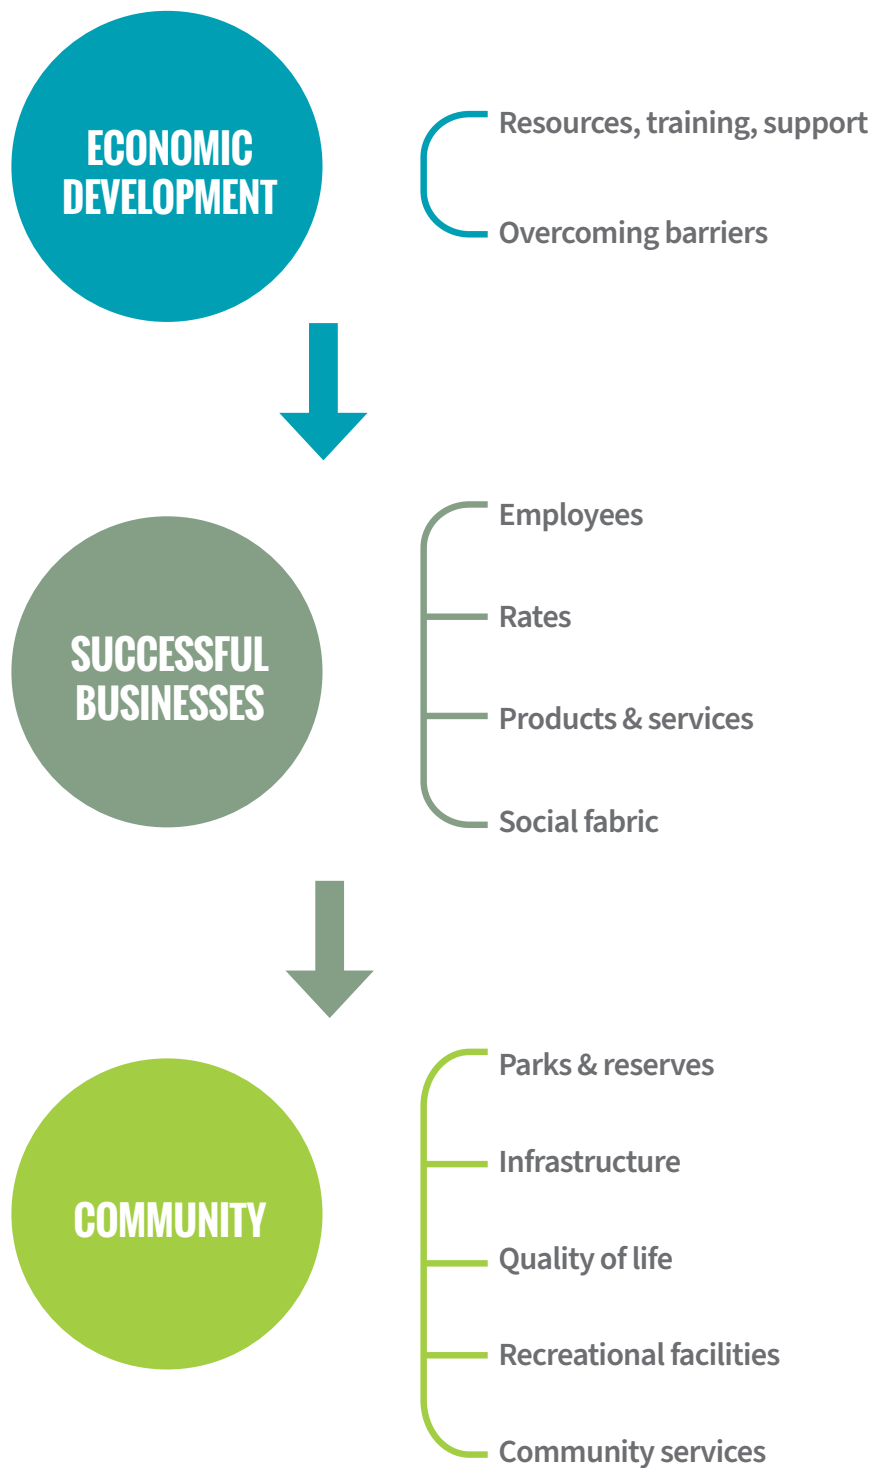 ECONOMIC
DEVELOPMENT
Resources, training, support
Overcoming barriers
SUCCESSFUL
BUSINESSES
Employees
Rates
Products & services
Social fabric
COMMUNITY
Parks & reserves
Infrastructure
Quality of life
Recreational facilities
Community services